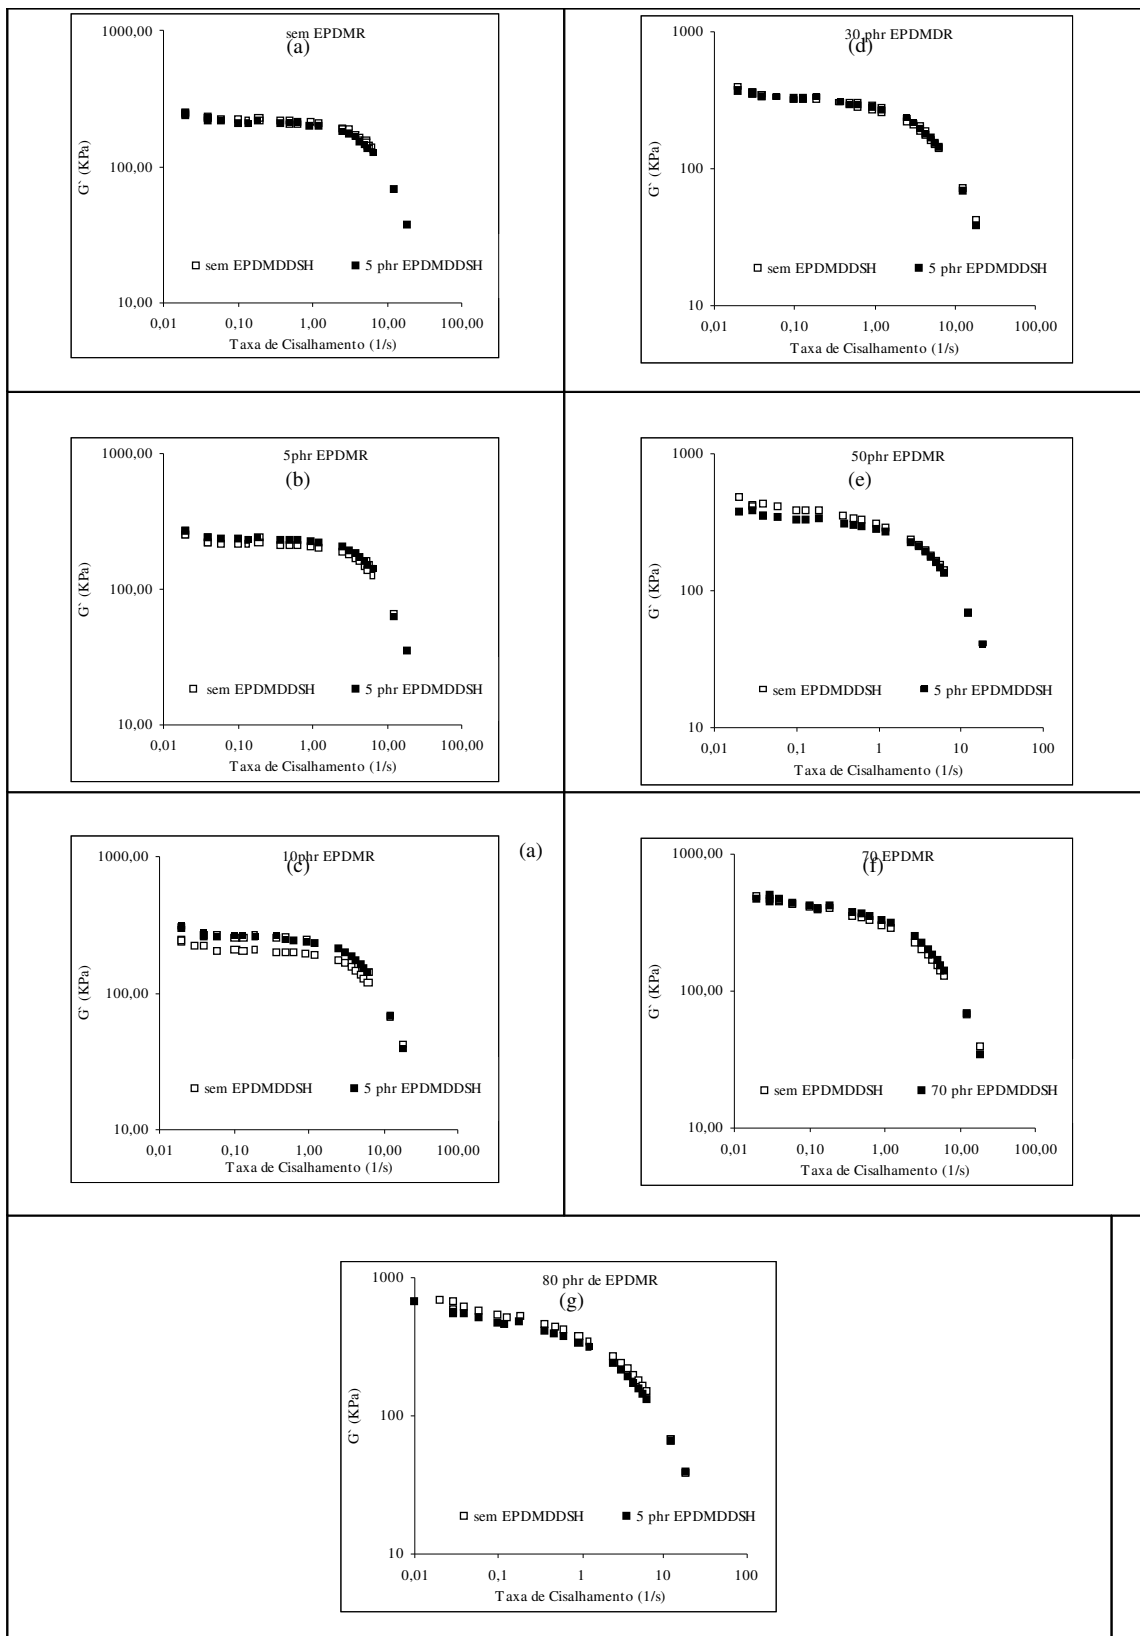 sem EPDMR
(a)
1000,00
100,00
10,00
G` (KPa)
sem EPDMDDSH 5 phr EPDMDDSH
0,01 0,10 1,00 10,00 100,00
Taxa de Cisalhamento (1/s)
30 phr EPDMDR
(d)
1000
100
10
G` (KPa)
sem EPDMDDSH 5 phr EPDMDDSH
0,01 0,10 1,00 10,00 100,00
Taxa de Cisalhamento (1/s)
5phr EPDMR
(b)
1000,00
100,00
10,00
G` (KPa)
sem EPDMDDSH 5 phr EPDMDDSH
0,01 0,10 1,00 10,00 100,00
Taxa de Cisalhamento (1/s)
50phr EPDMR
(e)
1000
100
10
G` (KPa)
sem EPDMDDSH 5 phr EPDMDDSH
0,01 0,1 1 10 100
Taxa de Cisalhamento (1/s)
10phr EPDMR
(c)
(a)
1000,00
100,00
10,00
G` (KPa)
sem EPDMDDSH 5 phr EPDMDDSH
0,01 0,10 1,00 10,00 100,00
Taxa de Cisalhamento (1/s)
70 EPDMR
(f)
1000,00
100,00
10,00
G` (KPa)
sem EPDMDDSH 70 phr EPDMDDSH
0,01 0,10 1,00 10,00 100,00
Taxa de Cisalhamento (1/s)
80 phr de EPDMR
(g)
1000
100
10
G` (KPa)
sem EPDMDDSH 5 phr EPDMDDSH
0,01 0,1 1 10 100
Taxa de Cisalhamento (1/s)